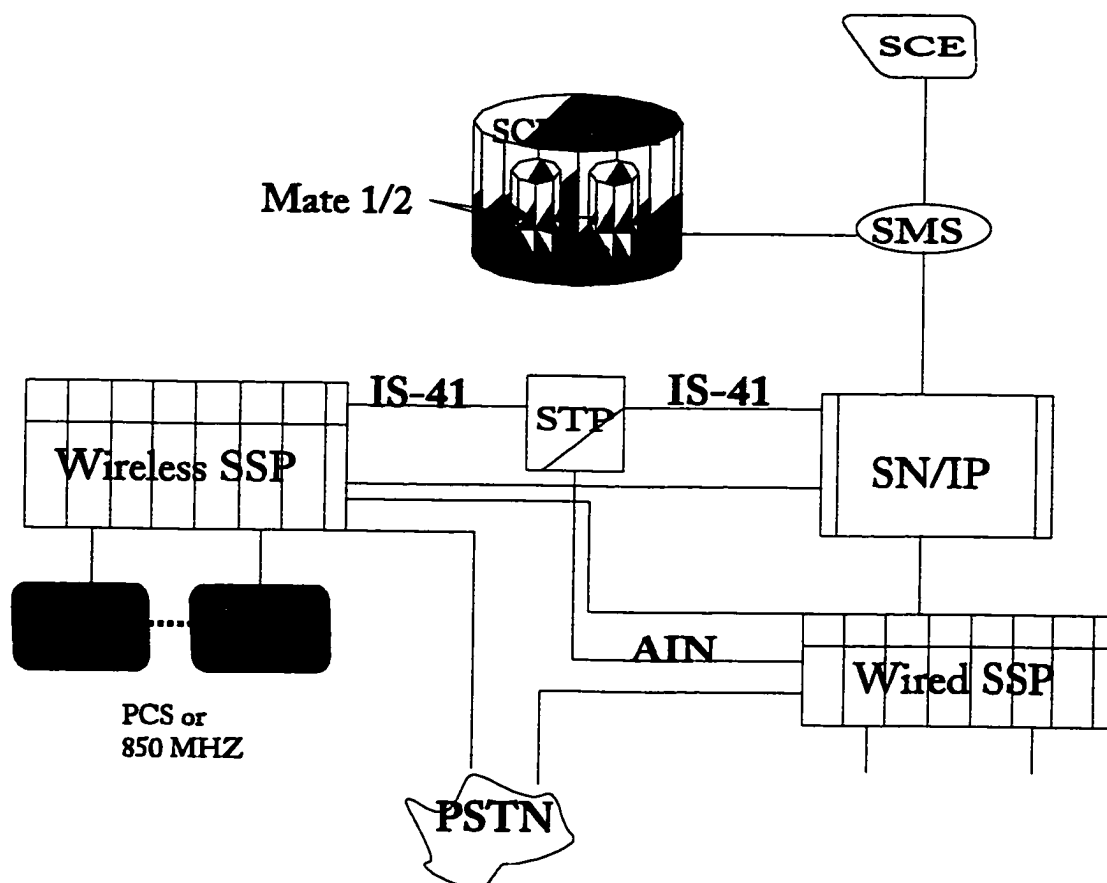 SCE
Mate 1/2
SMS
IS-41
STP
IS-41
Wireless SSP
SN/IP
AIN
Wired SSP
PCS or
850 MHZ
PSTN